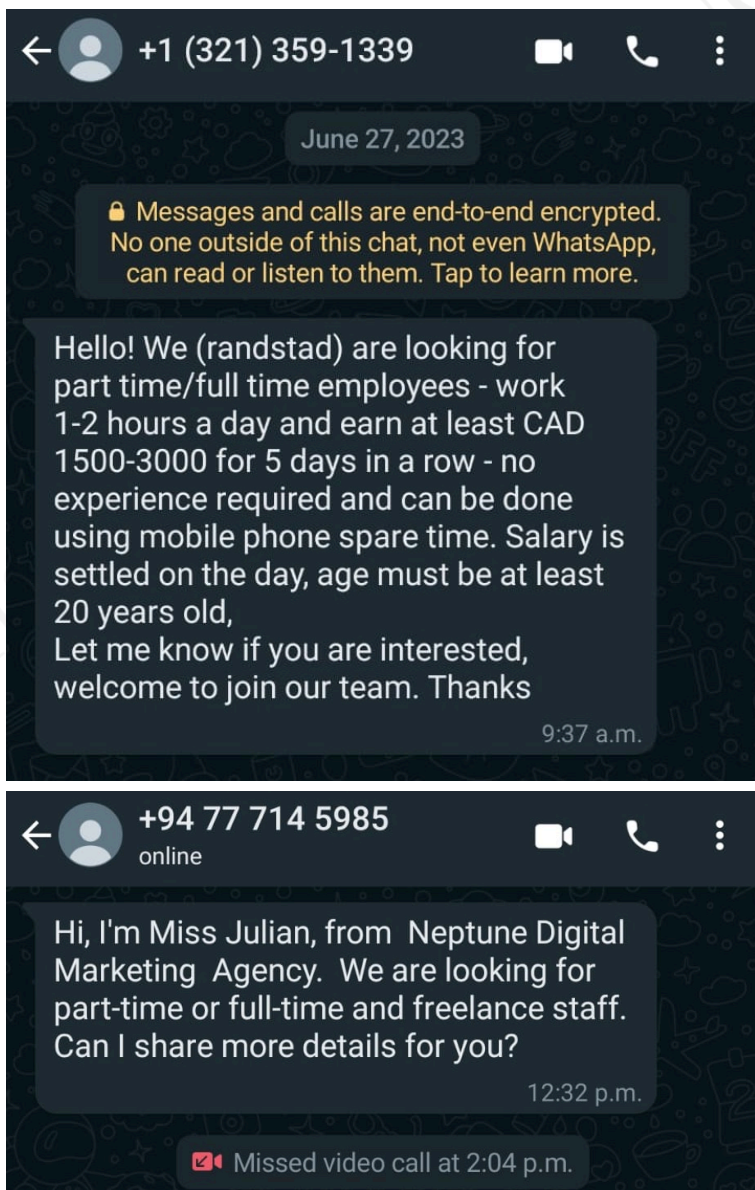 +1 (321) 359-1339
June 27, 2023
Messages and calls are end-to-end encrypted.
No one outside of this chat, not even WhatsApp,
can read or listen to them. Tap to learn more.
Hello! We (randstad) are looking for
part time/full time employees - work
1-2 hours a day and earn at least CAD
1500-3000 for 5 days in a row - no
experience required and can be done
using mobile phone spare time. Salary is
settled on the day, age must be at least
20 years old,
Let me know if you are interested,
welcome to join our team. Thanks
9:37 a.m.
+94 77 714 5985
online
Hi, I'm Miss Julian, from  Neptune Digital
Marketing  Agency.  We are looking for
part-time or full-time and freelance staff.
Can I share more details for you?
12:32 p.m.
Missed video call at 2:04 p.m.